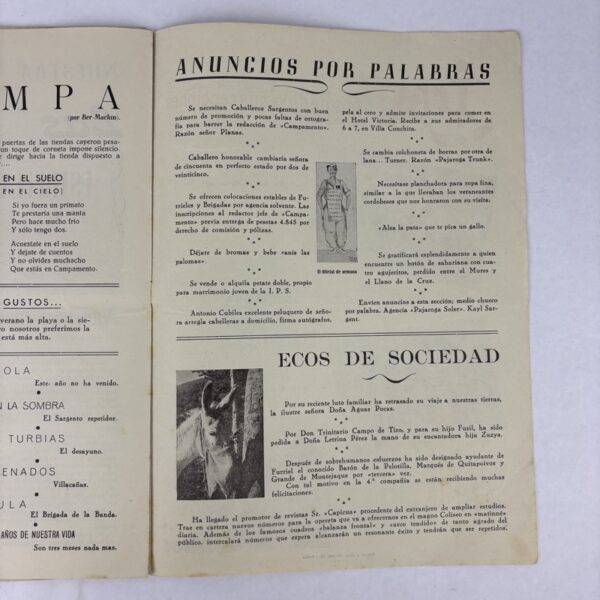 MPA
(por Ber-Machin).
puertas de las tiendas cayeron pesa-
un toque de corneta impone silencio.
dirige hacia la tienda dispuesto a
EN EL SUELO
EN EL CIELO)
Si yo fuera un primate
Te prestaría una manta
Pero hace mucho frío
Y sólo tengo dos.
Acuestate en el suelo
Y dejate de cuentos
Y no olvides muchacho
Que estás en Campamento.
GUSTOS...
verano la playa o la sie-
nosotros preferimos la
está más alta.
OLA
Este año no ha venido.
N LA SOMBRA
El Sargento repetidor.
TURBIAS
El desayuno.
ENADOS
Villacañas.
ULA
El Brigada de la Banda.
AÑOS DE NUESTRA VIDA
Son tres meses nada mas.
ANUNCIOS POR PALABRAS
Se necesitan Caballeros Sargentos con buen
número de promoción y pocas faltas de ortogra-
fía para barrer la redacción de «Campamento».
Razón señor Planas.
Caballero honorable cambiaría señora
de cincuenta en perfecto estado por dos de
veinticinco.
Se ofrecen colocaciones estables de Fu-
rrieles y Brigadas por agencia solvente. Las
inscripciones al redactor jefe de «Campa-
mento» previa entrega de pesetas 4.845 por
derecho de comisión y pólizas.
Déjate de bromas y bebe «anís las
palomas».
Se vende o alquila petate doble, propio
para matrimonio joven de la I. P. S.
Antonio Cubiles excelente peluquero de seño-
ra arregla cabelleras a domicilio, firma autógrafos,
El Oficial de semana
pela al cero y admite invitaciones para comer en
el Hotel Victoria. Recibe a sus admiradoras de
6 a 7, en Villa Conchita.
Se cambia colchoneta de borras por otra de
lana... Turner. Razón «Pajaroga Trunk».
Necesítase planchadora para ropa fina,
similar a la que llevaban los veraneantes
cordobeses que nos honraron con su visita.
«Alza la pata» que te pica un gallo.
Se gratificará esplendidamente a quien
encuentre un botón de sahariana con cua-
tro agujeritos, perdido entre el Mures y
el Llano de la Cruz.
Envíen anuncios a esta sección; medio chusco
por palabra. Agencia «Pajaroga Soler». Kayl Sar-
gent.
ECOS DE SOCIEDAD
Por su reciente luto familiar ha retrasado su viaje a nuestras tierras,
la ilustre señora Doña Aguas Pocas.
Por Don Trinitario Campo de Tiro, y para su hijo Fusil, ha sido
pedida a Doña Letrina Pérez la mano de su encantadora hija Zuzya.
Después de sobrehumanos esfuerzos ha sido designado ayudante de
Furriel el conocido Barón de la Pelotilla, Marqués de Quitapolvos y
Grande de Montejaque por «tercera» vez.
Con tal motivo en la 4.ª compañía se están recibiendo muchas
felicitaciones.
Ha llegado el promotor de revistas Sr. «Capicua» procedente del extranjero de ampliar estudios.
Trae en cartera nuevos números para la opereta que va a ofrecernos en el magno Coliseo en «matinné»
diaria. Además de los famosos cuadros «balanza frontal» y «arco tendido» de tanto agrado del
público, intercalará números que espera alcanzarán un resonante éxito y tendrán que ser repetidos.